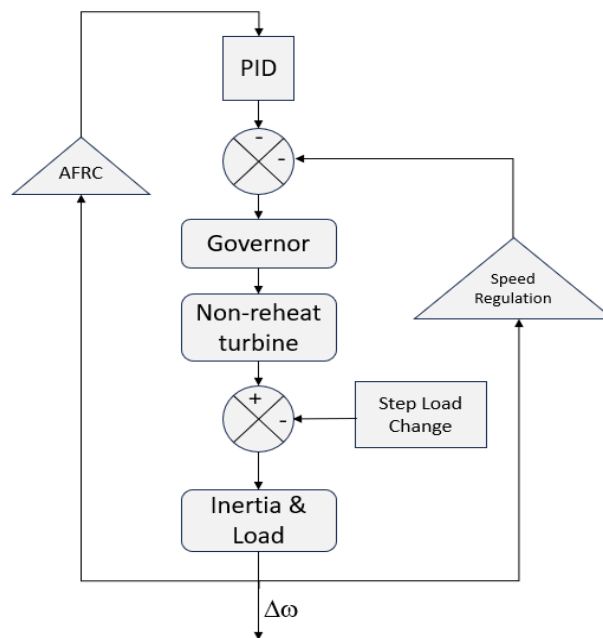 PID
-
-
AFRC
Governor
Speed
Regulation
Non-reheat
turbine
+
-
Step Load
Change
Inertia &
Load
Δω